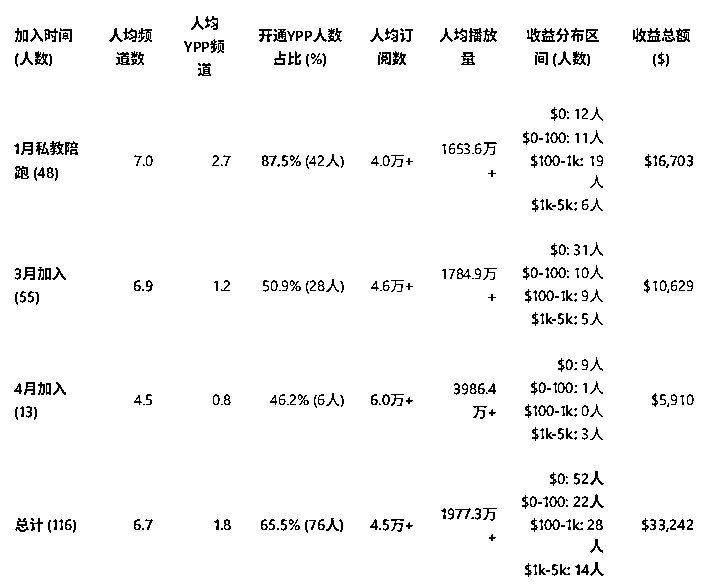 加入时间 (人数) 人均频道数 人均YPP频道 开通YPP人数占比 (%) 人均订阅数 人均播放量 收益分布区间 (人数) 收益总额 ($)
1月私教陪跑 (48) 7.0 2.7 87.5% (42人) 4.0万+ 1653.6万+ $0: 12人 $0-100: 11人 $100-1k: 19人 $1k-5k: 6人 $16,703
3月加入 (55) 6.9 1.2 50.9% (28人) 4.6万+ 1784.9万+ $0: 31人 $0-100: 10人 $100-1k: 9人 $1k-5k: 5人 $10,629
4月加入 (13) 4.5 0.8 46.2% (6人) 6.0万+ 3986.4万+ $0: 9人 $0-100: 1人 $100-1k: 0人 $1k-5k: 3人 $5,910
总计 (116) 6.7 1.8 65.5% (76人) 4.5万+ 1977.3万+ $0: 52人 $0-100: 22人 $100-1k: 28人 $1k-5k: 14人 $33,242